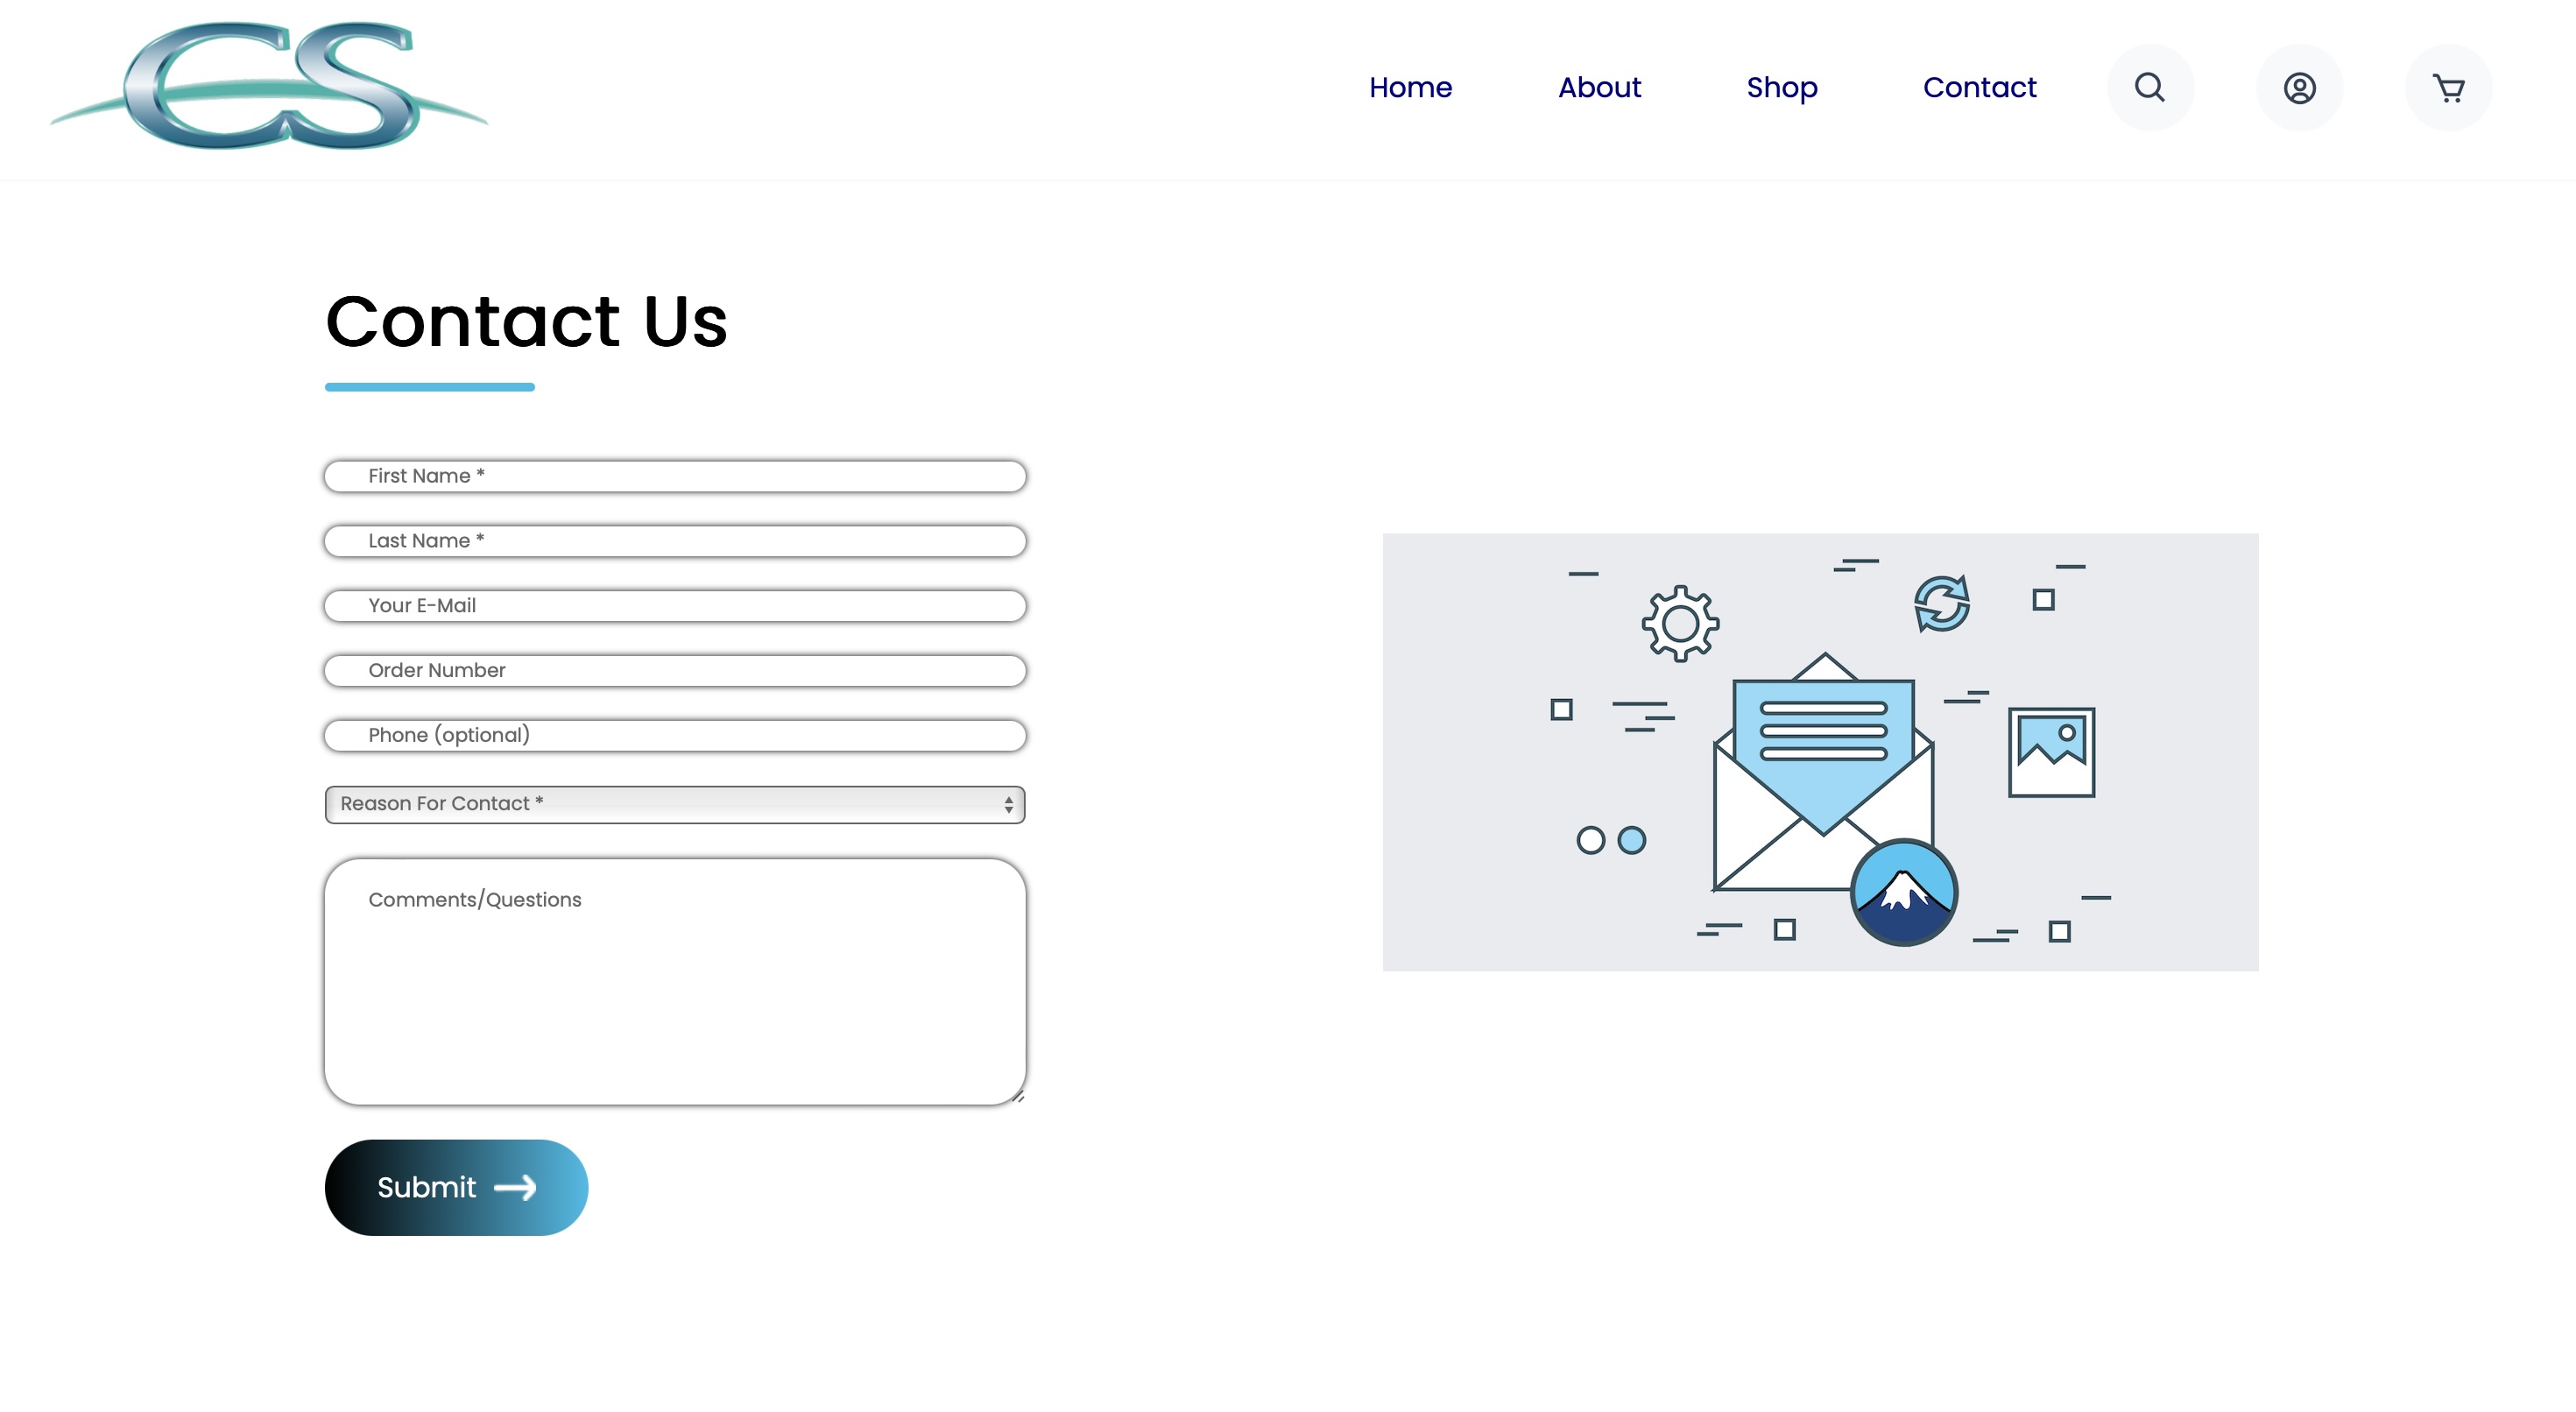 CS
Home About Shop Contact
Contact Us
First Name *
Last Name *
Your E-Mail
Order Number
Phone (optional)
Reason For Contact *
Comments/Questions
Submit